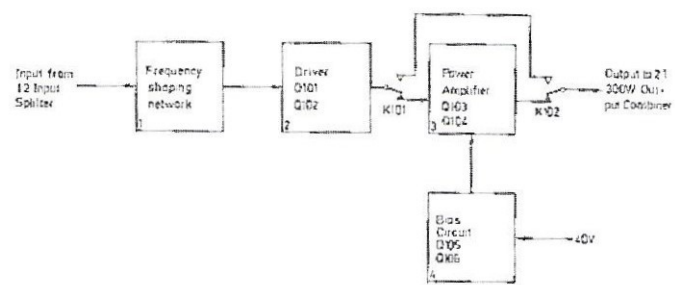 Input from
1:2 Input
Splitter
Frequency
shaping
network
1
Driver
Q101
Q102
2
K101
Power
Amplifier
Q103
Q104
3
K102
Output to 2:1
300W Out-
put Combiner
Bias
Circuit
Q105
Q106
4
40V